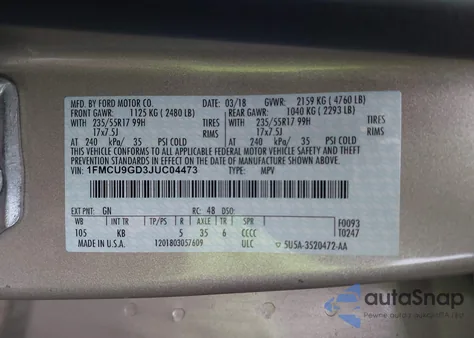 MFD. BY FORD MOTOR CO. 03/18 GVWR: 2159 KG ( 4760 LB)
FRONT GAWR: 1125 KG ( 2480 LB) REAR GAWR: 1040 KG ( 2293 LB)
WITH 235/55R17 99H TIRES WITH 235/55R17 99H TIRES
17x7.5J RIMS 17x7.5J RIMS
AT 240 kPa/ 35 PSI COLD AT 240 kPa/ 35 PSI COLD
THIS VEHICLE CONFORMS TO ALL APPLICABLE FEDERAL MOTOR VEHICLE SAFETY AND BUMPER STANDARDS IN EFFECT ON THE DATE OF MANUFACTURE SHOWN ABOVE.
VIN: 1FMCU9GD3JUC04473 TYPE: MPV
EXT PNT: GN RC: 48 DSO: F0093
WB INT TR TP/PS R AXLE TR SPR T0247
105 KB 5 35 6 CCCC
MADE IN U.S.A. 1201803057609 ULC 5U5A-3520472-AA
autoSnap